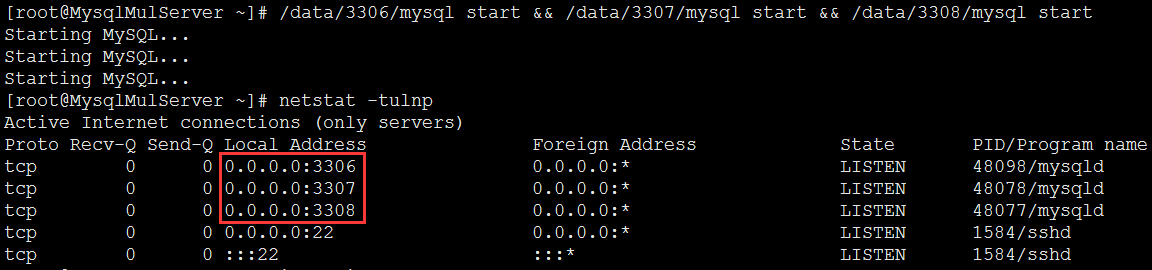 [root@MysqlMulServer ~]# /data/3306/mysql start && /data/3307/mysql start && /data/3308/mysql start
Starting MySQL...
Starting MySQL...
Starting MySQL...
[root@MysqlMulServer ~]# netstat -tulnp
Active Internet connections (only servers)
Proto Recv-Q Send-Q Local Address Foreign Address State PID/Program name
tcp 0 0 0.0.0.0:3306 0.0.0.0:* LISTEN 48098/mysqld
tcp 0 0 0.0.0.0:3307 0.0.0.0:* LISTEN 48078/mysqld
tcp 0 0 0.0.0.0:3308 0.0.0.0:* LISTEN 48077/mysqld
tcp 0 0 0.0.0.0:22 0.0.0.0:* LISTEN 1584/sshd
tcp 0 0 :::22 :::* LISTEN 1584/sshd